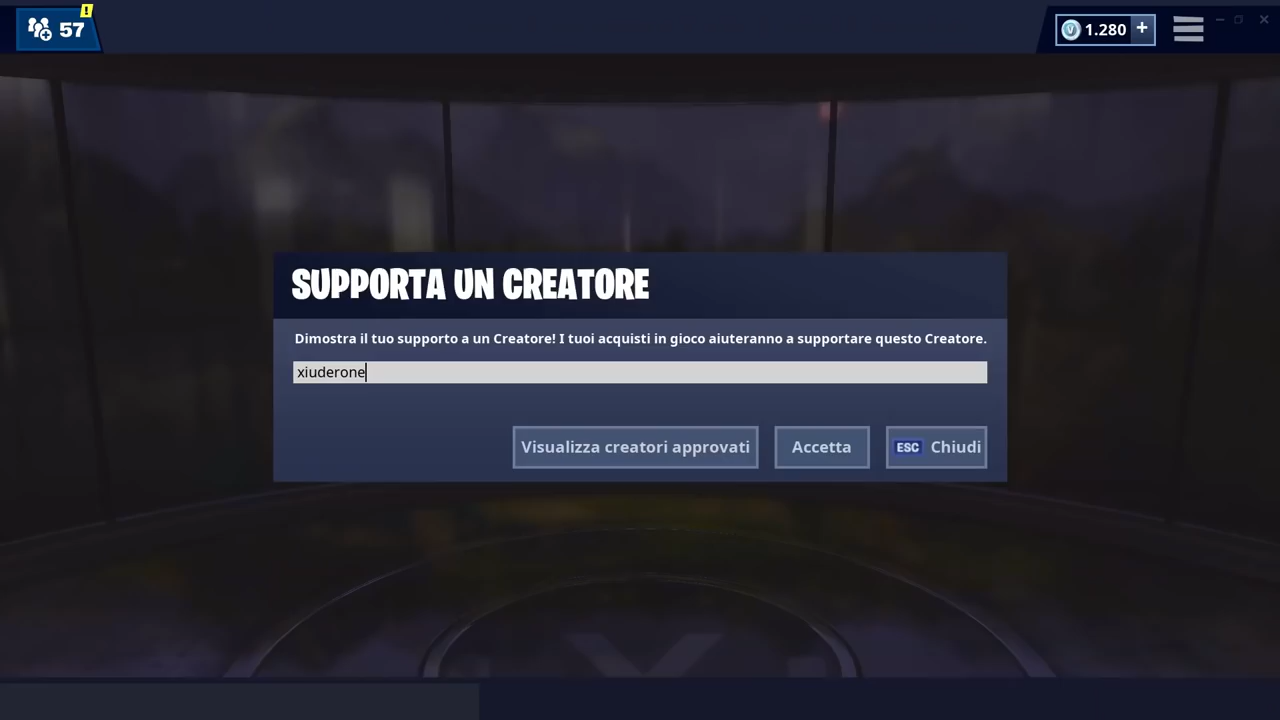 57
!
1.280 +
SUPPORTA UN CREATORE
Dimostra il tuo supporto a un Creatore! I tuoi acquisti in gioco aiuteranno a supportare questo Creatore.
xiuderone
Visualizza creatori approvati Accetta ESC Chiudi